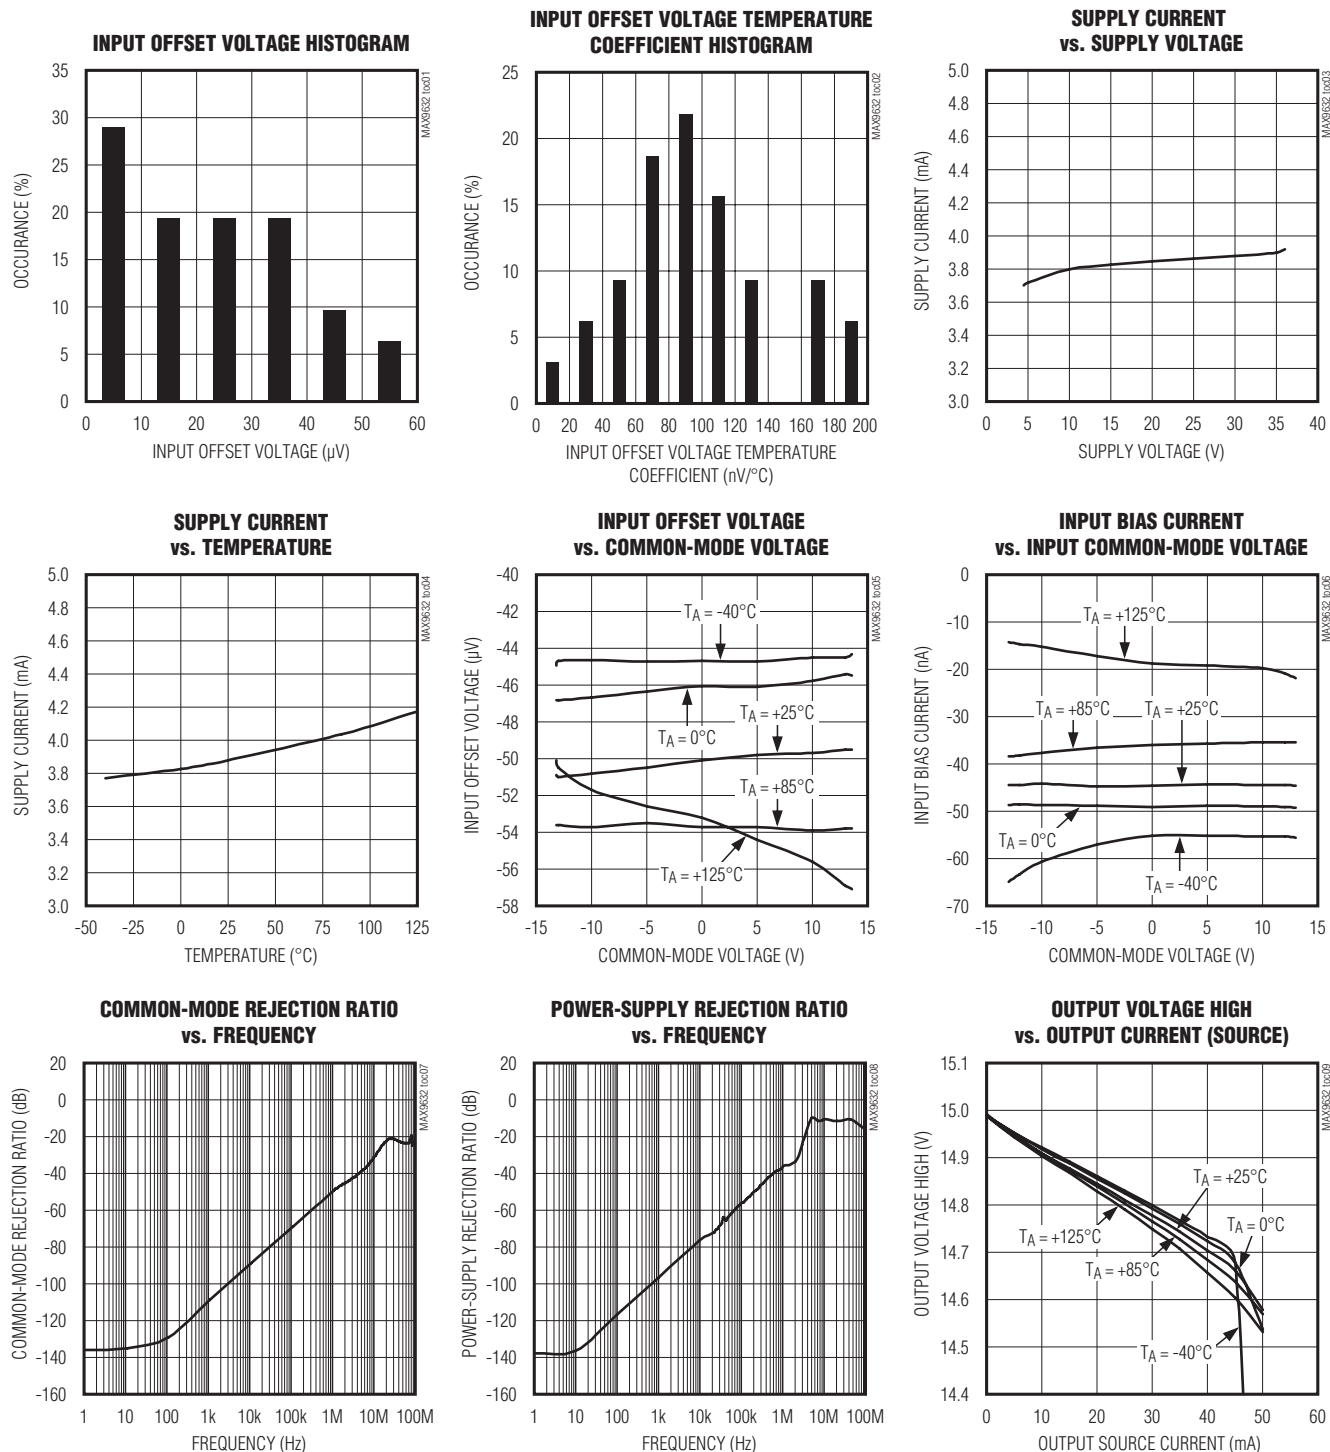 INPUT OFFSET VOLTAGE HISTOGRAM
MAX9632 toc01
OCCURANCE (%)
35
30
25
20
15
10
5
0
0 10 20 30 40 50 60
INPUT OFFSET VOLTAGE (µV)
INPUT OFFSET VOLTAGE TEMPERATURE
COEFFICIENT HISTOGRAM
MAX9632 toc02
OCCURANCE (%)
25
20
15
10
5
0
0 20 40 60 80 100 120 140 160 180 200
INPUT OFFSET VOLTAGE TEMPERATURE
COEFFICIENT (nV/°C)
SUPPLY CURRENT
vs. SUPPLY VOLTAGE
MAX9632 toc03
SUPPLY CURRENT (mA)
5.0
4.8
4.6
4.4
4.2
4.0
3.8
3.6
3.4
3.2
3.0
0 5 10 15 20 25 30 35 40
SUPPLY VOLTAGE (V)
SUPPLY CURRENT
vs. TEMPERATURE
MAX9632 toc04
SUPPLY CURRENT (mA)
5.0
4.8
4.6
4.4
4.2
4.0
3.8
3.6
3.4
3.2
3.0
-50 -25 0 25 50 75 100 125
TEMPERATURE (°C)
INPUT OFFSET VOLTAGE
vs. COMMON-MODE VOLTAGE
MAX9632 toc05
INPUT OFFSET VOLTAGE (µV)
-40
-42
-44
-46
-48
-50
-52
-54
-56
-58
TA = -40°C
TA = +25°C
TA = 0°C
TA = +85°C
TA = +125°C
-15 -10 -5 0 5 10 15
COMMON-MODE VOLTAGE (V)
INPUT BIAS CURRENT
vs. INPUT COMMON-MODE VOLTAGE
MAX9632 toc06
INPUT BIAS CURRENT (nA)
0
-10
-20
-30
-40
-50
-60
-70
TA = +125°C
TA = +85°C
TA = +25°C
TA = 0°C
TA = -40°C
-15 -10 -5 0 5 10 15
COMMON-MODE VOLTAGE (V)
COMMON-MODE REJECTION RATIO
vs. FREQUENCY
MAX9632 toc07
COMMON-MODE REJECTION RATIO (dB)
20
0
-20
-40
-60
-80
-100
-120
-140
-160
1 10 100 1k 10k 100k 1M 10M 100M
FREQUENCY (Hz)
POWER-SUPPLY REJECTION RATIO
vs. FREQUENCY
MAX9632 toc08
POWER-SUPPLY REJECTION RATIO (dB)
20
0
-20
-40
-60
-80
-100
-120
-140
-160
1 10 100 1k 10k 100k 1M 10M 100M
FREQUENCY (Hz)
OUTPUT VOLTAGE HIGH
vs. OUTPUT CURRENT (SOURCE)
MAX9632 toc09
OUTPUT VOLTAGE HIGH (V)
15.1
15.0
14.9
14.8
14.7
14.6
14.5
14.4
TA = +25°C
TA = 0°C
TA = +125°C
TA = +85°C
TA = -40°C
0 10 20 30 40 50 60
OUTPUT SOURCE CURRENT (mA)